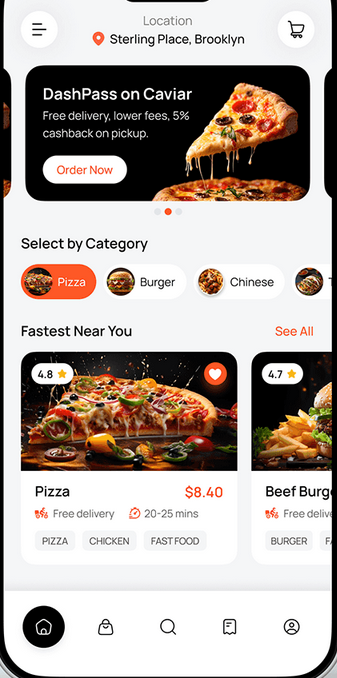 Location
Sterling Place, Brooklyn
DashPass on Caviar
Free delivery, lower fees, 5%
cashback on pickup.
Order Now
Select by Category
Pizza
Burger
Chinese
T
Fastest Near You
See All
4.8
4.7
Pizza
$8.40
Beef Burge
Free delivery
20-25 mins
Free delive
PIZZA
CHICKEN
FAST FOOD
BURGER
FA